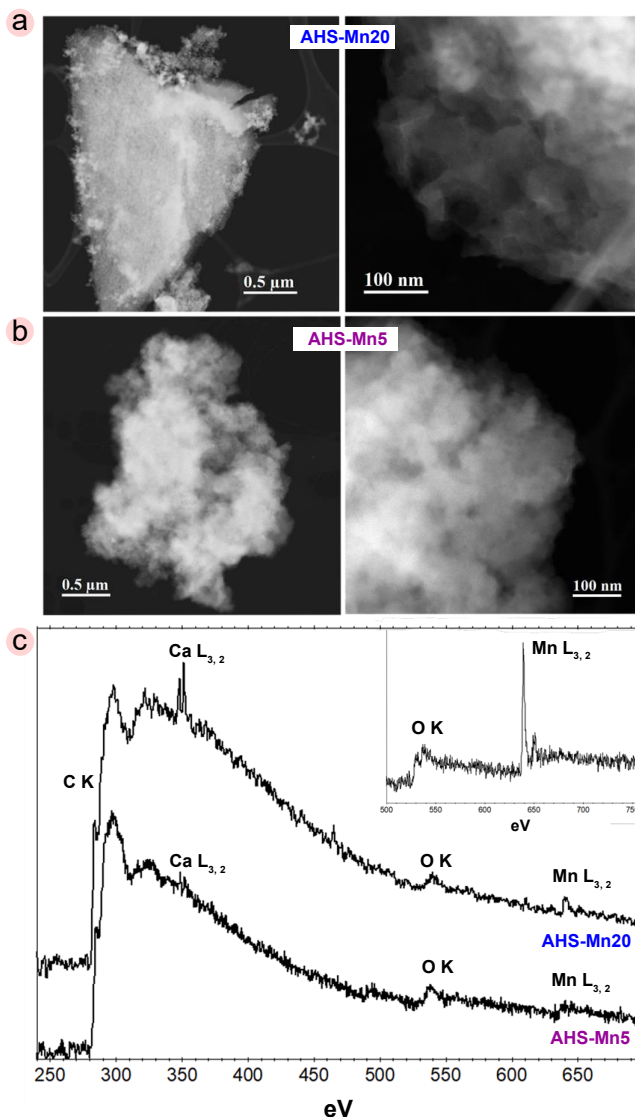 a
AHS-Mn20
0.5 µm
100 nm
b
AHS-Mn5
0.5 µm
100 nm
c
Ca L3, 2
Mn L3, 2
O K
C K
500 550 600 650 700 750
eV
Ca L3, 2
O K
Mn L3, 2
AHS-Mn20
O K
Mn L3, 2
AHS-Mn5
250 300 350 400 450 500 550 600 650
eV